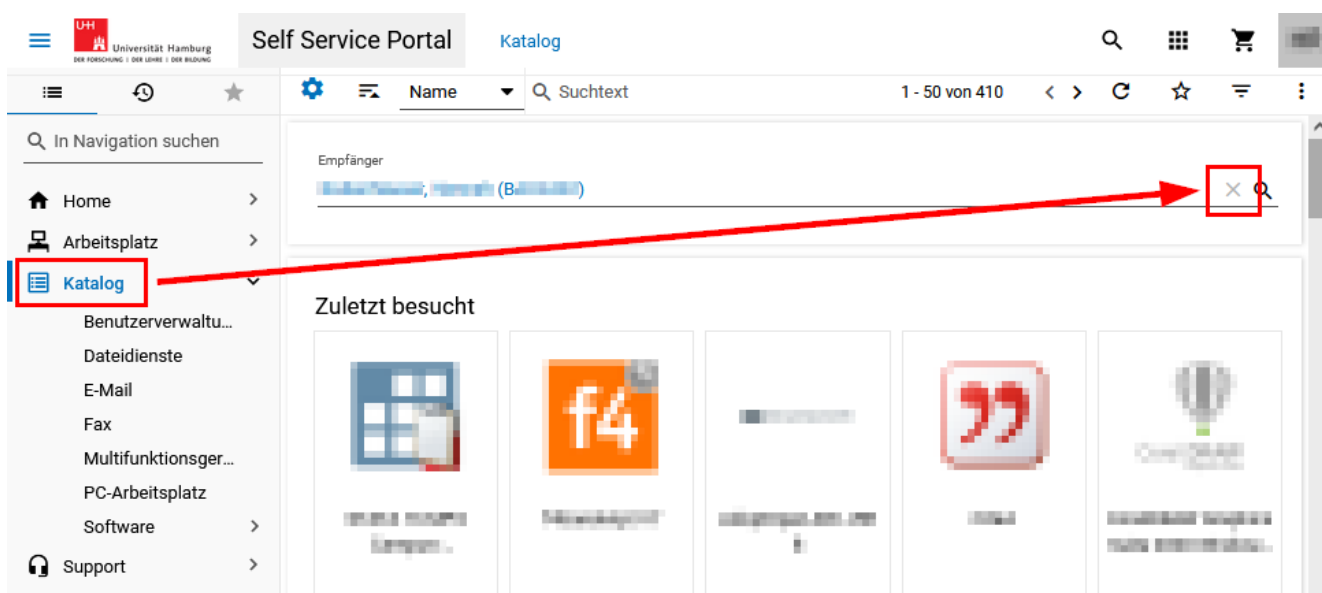 UH
Universität Hamburg
DER FORSCHUNG | DER LEHRE | DER BILDUNG
Self Service Portal
Katalog
Name
Suchtext
1 - 50 von 410
In Navigation suchen
Home
Arbeitsplatz
Katalog
Benutzerverwaltu...
Dateidienste
E-Mail
Fax
Multifunktionsger...
PC-Arbeitsplatz
Software
Support
Empfänger
Zuletzt besucht
f4